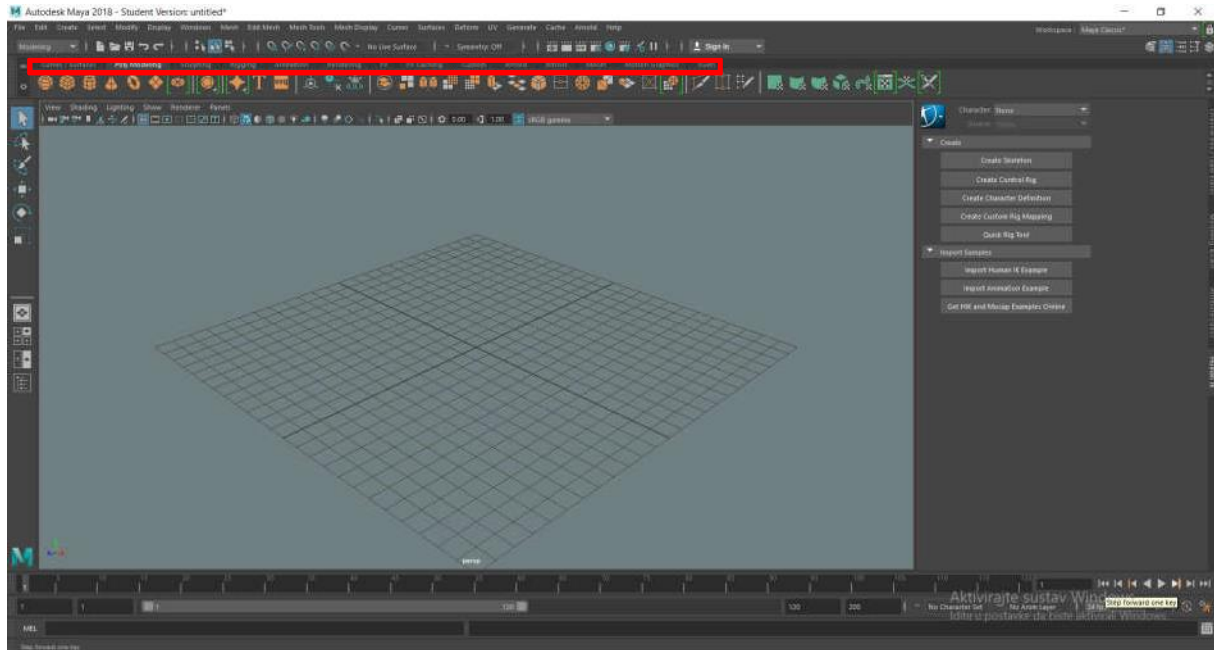 Autodesk Maya 2018 - Student Version: untitled*
File Edit Create Select Modify Display Windows Mesh Edit Mesh Mesh Tools Mesh Display Curves Surfaces Deform UV Generate Cache Arnold Help
Workspace : Maya Classic*
Modeling No Live Surface Symmetry: Off Sign In
Curves / Surfaces Poly Modeling Sculpting Rigging Animation Rendering FX FX Caching Custom Arnold Motion Graphics
View Shading Lighting Show Renderer Panels
0.00 1.00 sRGB gamma
Character: None
Create
Create Skeleton
Create Control Rig
Create Character Definition
Create Custom Rig Mapping
Quick Rig Tool
Import Samples
Import Human IK Example
Import Animation Example
Get HIK and Mocap Examples Online
persp
1 1 1 120 120 200 No Character Set No Anim Layer
Aktivirajte sustav Windows
Idite u postavke da biste aktivirali Windows.
Step forward one key
MEL
Step forward one key